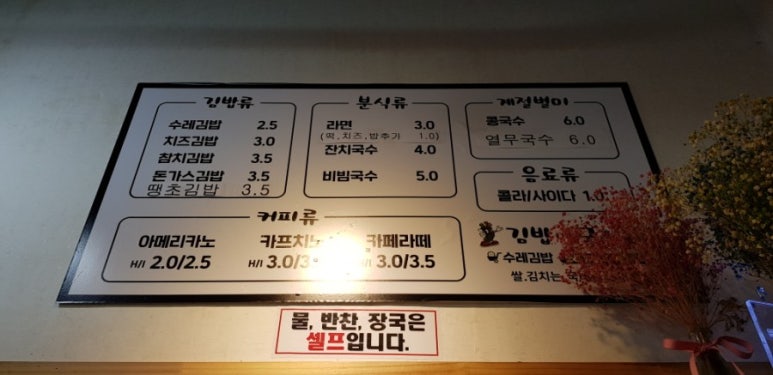 김밥류
수레김밥 2.5
치즈김밥 3.0
참치김밥 3.5
돈가스김밥 3.5
땡초김밥 3.5
분식류
라면 3.0
(떡,치즈,밥추가 1.0)
잔치국수 4.0
비빔국수 5.0
계절별미
콩국수 6.0
열무국수 6.0
음료류
콜라/사이다 1.0
커피류
아메리카노
H/I 2.0/2.5
카프치노
H/I 3.0/3
카페라떼
3.0/3.5
김밥
수레김밥
쌀.김치는
물, 반찬, 장국은
셀프입니다.